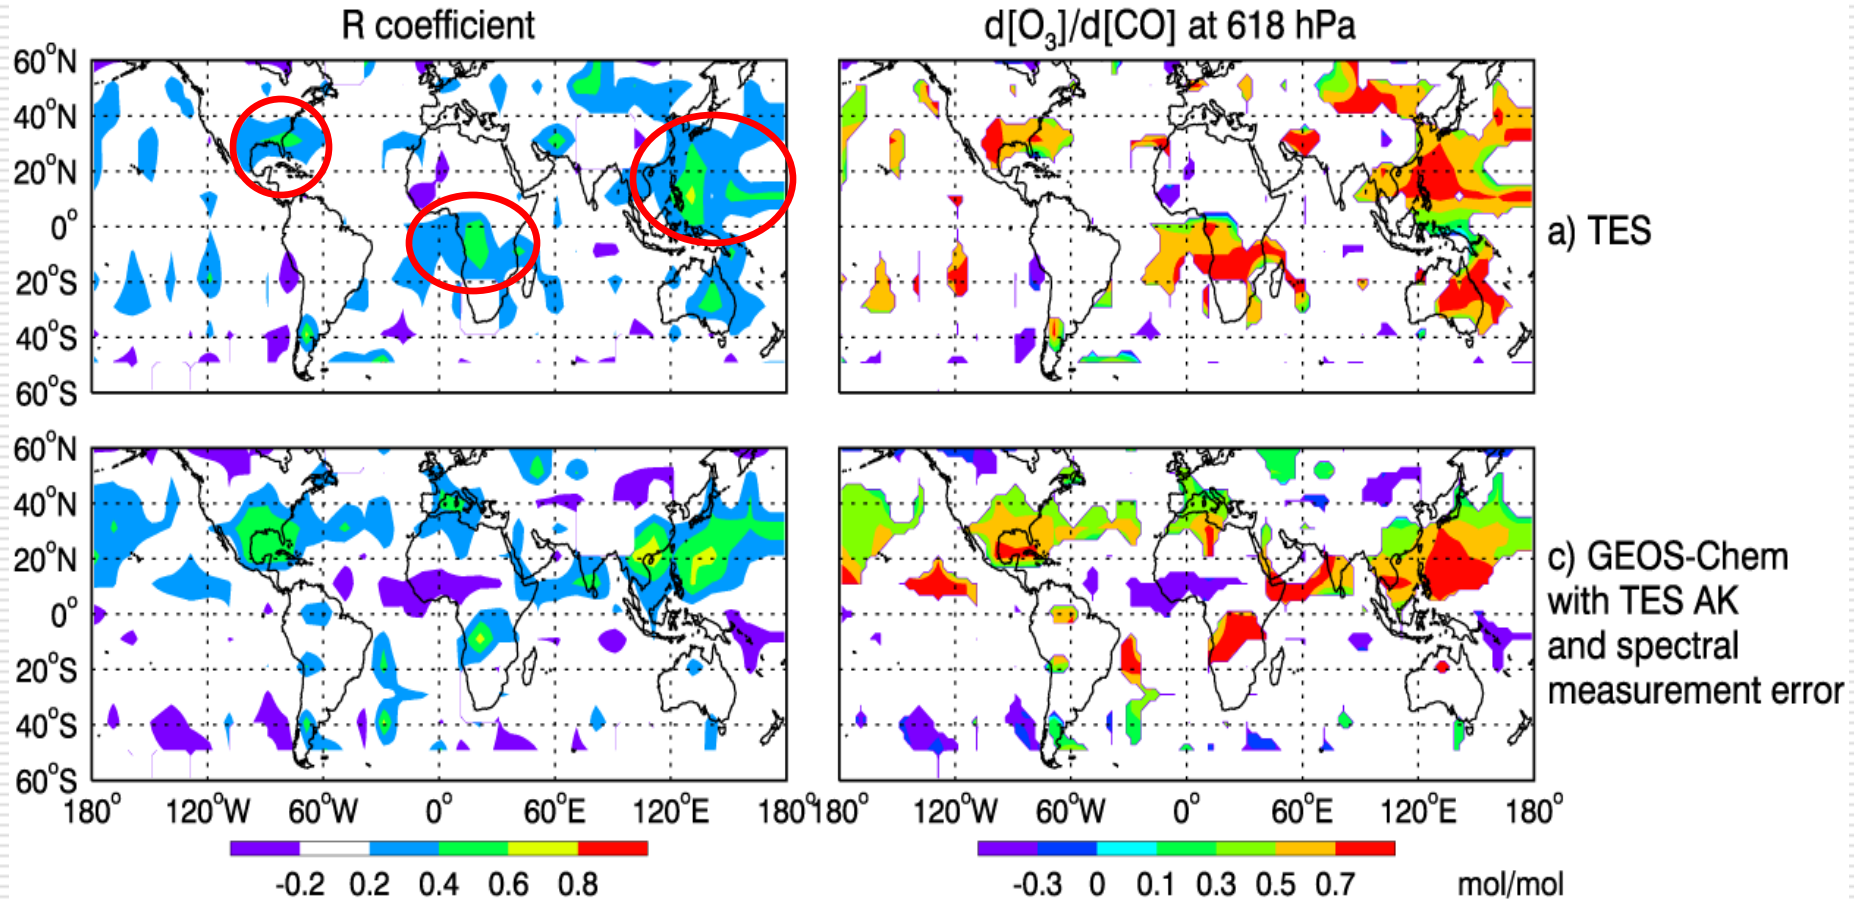 R coefficient
d[O₃]/d[CO] at 618 hPa
60°N
40°N
20°N
0°
20°S
40°S
60°S
a) TES
60°N
40°N
20°N
0°
20°S
40°S
60°S
c) GEOS-Chem
with TES AK
and spectral
measurement error
180° 120°W 60°W 0° 60°E 120°E 180°
180° 120°W 60°W 0° 60°E 120°E 180°
-0.2 0.2 0.4 0.6 0.8
-0.3 0 0.1 0.3 0.5 0.7 mol/mol